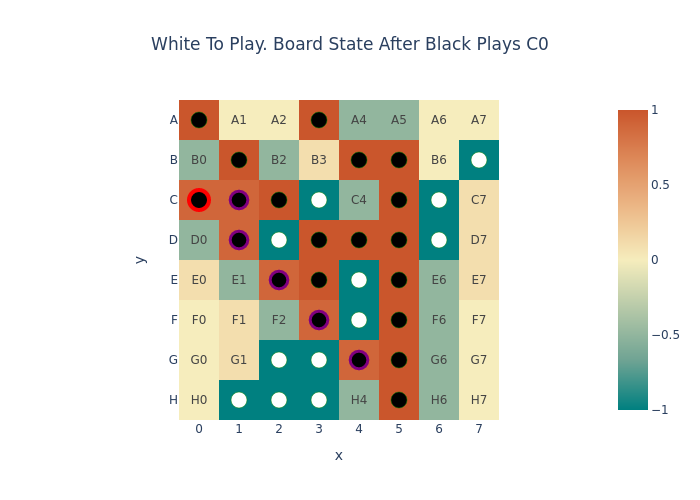 White To Play. Board State After Black Plays C0
A A1 A2 A4 A5 A6 A7 1
B B0 B2 B3 B6
C C4 C7 0.5
D D0 D7
y 0
E E0 E1 E6 E7
F F0 F1 F2 F6 F7 −0.5
G G0 G1 G6 G7
H H0 H4 H6 H7 −1
0 1 2 3 4 5 6 7
x